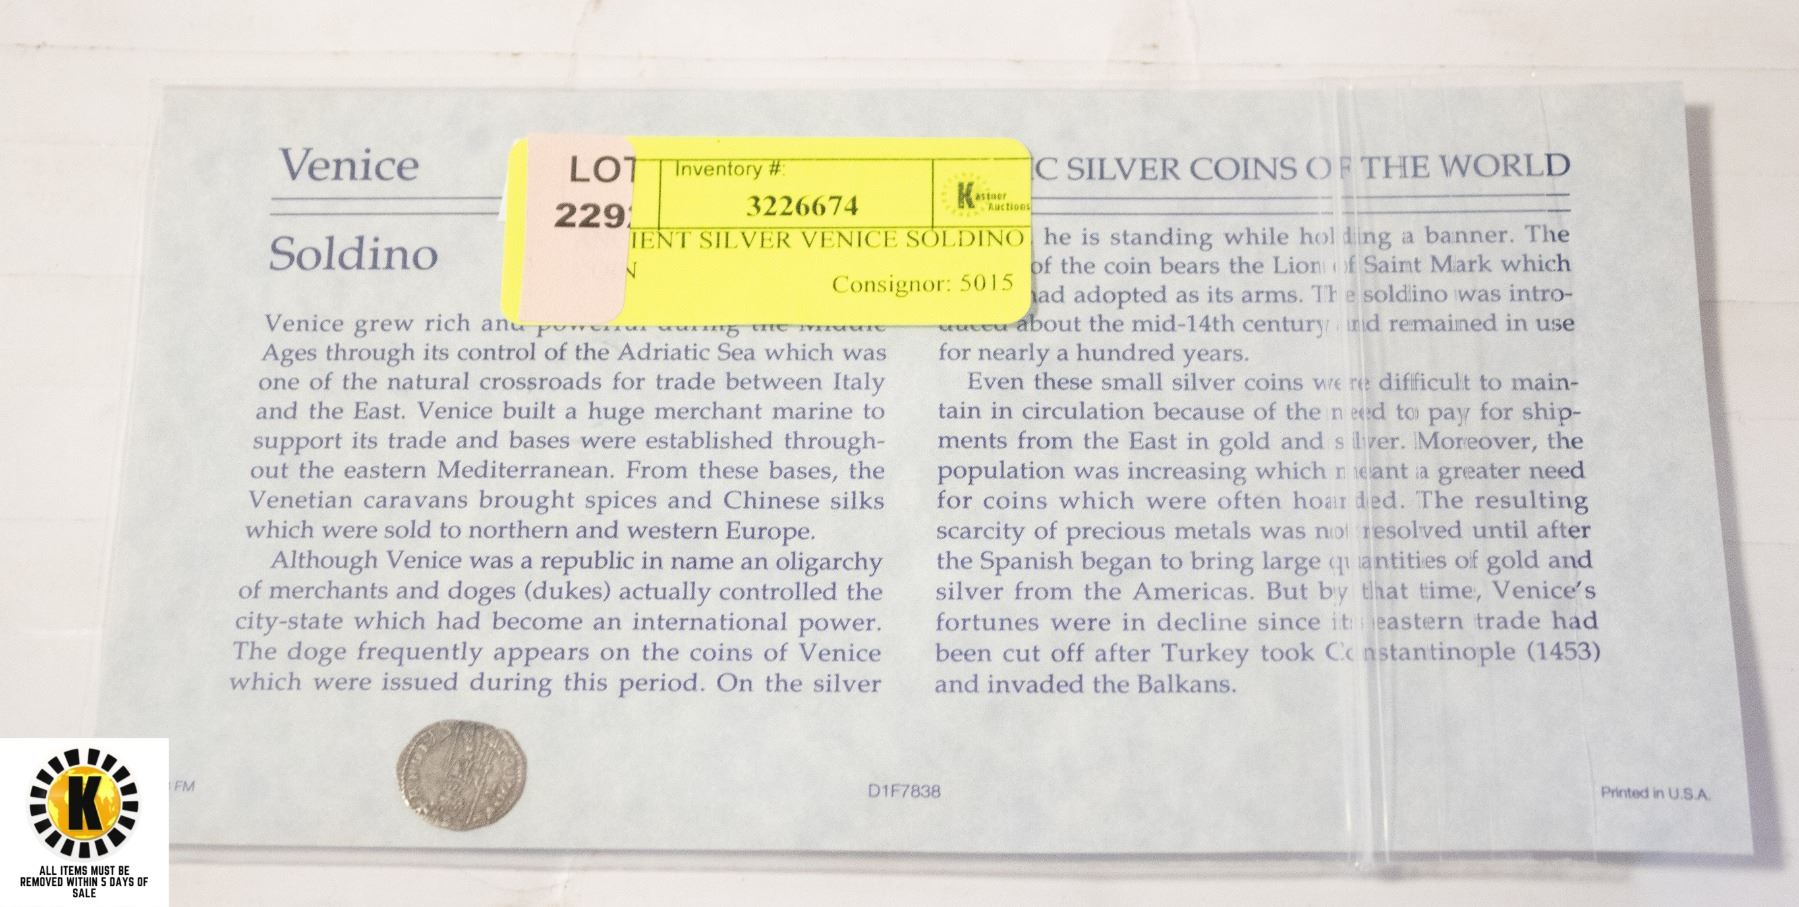 Venice
LOT
229
Inventory #:
3226674
Kastner Auctions
C SILVER COINS OF THE WORLD
IENT SILVER VENICE SOLDINO
Consignor: 5015
Soldino
Venice grew rich and powerful during the Middle
Ages through its control of the Adriatic Sea which was
one of the natural crossroads for trade between Italy
and the East. Venice built a huge merchant marine to
support its trade and bases were established through-
out the eastern Mediterranean. From these bases, the
Venetian caravans brought spices and Chinese silks
which were sold to northern and western Europe.
Although Venice was a republic in name an oligarchy
of merchants and doges (dukes) actually controlled the
city-state which had become an international power.
The doge frequently appears on the coins of Venice
which were issued during this period. On the silver
he is standing while holding a banner. The
of the coin bears the Lion of Saint Mark which
had adopted as its arms. The soldino was intro-
duced about the mid-14th century and remained in use
for nearly a hundred years.
Even these small silver coins were difficult to main-
tain in circulation because of the need to pay for ship-
ments from the East in gold and silver. Moreover, the
population was increasing which meant a greater need
for coins which were often hoarded. The resulting
scarcity of precious metals was not resolved until after
the Spanish began to bring large quantities of gold and
silver from the Americas. But by that time, Venice's
fortunes were in decline since its eastern trade had
been cut off after Turkey took Constantinople (1453)
and invaded the Balkans.
FM
D1F7838
Printed in U.S.A.
K
ALL ITEMS MUST BE
REMOVED WITHIN 5 DAYS OF
SALE